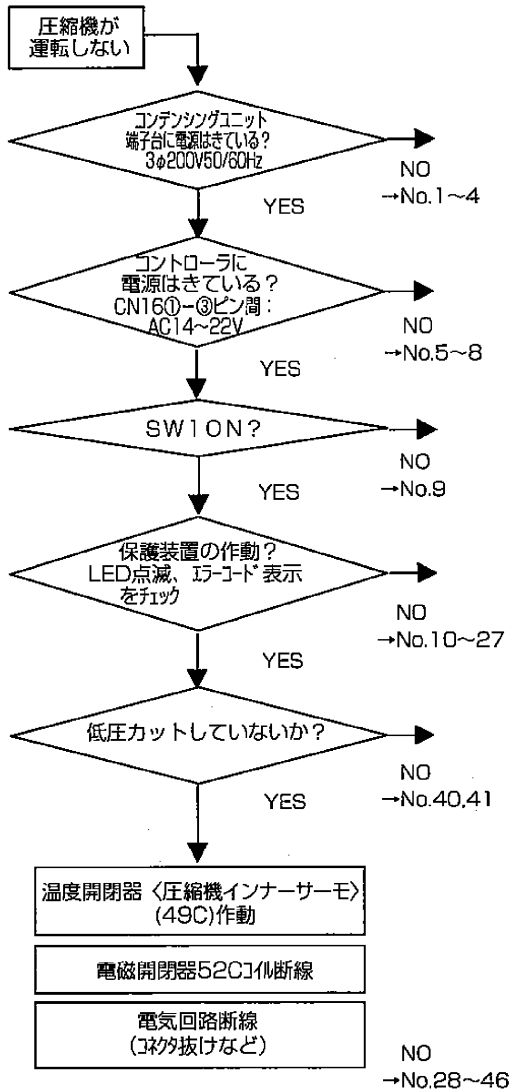 圧縮機が
運転しない
コンデンシングユニット
端子台に電源はきている?
3φ200V50/60Hz
NO
→No.1〜4
YES
コントローラに
電源はきている?
CN16①−③ピン間:
AC14〜22V
NO
→No.5〜8
YES
SW1ON?
NO
→No.9
YES
保護装置の作動?
LED点滅、エラーコード表示
をチェック
NO
→No.10〜27
YES
低圧カットしていないか?
NO
→No.40,41
YES
温度開閉器〈圧縮機インナーサーモ〉
(49C)作動
電磁開閉器52Cコイル断線
電気回路断線
(コネクタ抜けなど)
NO
→No.28〜46